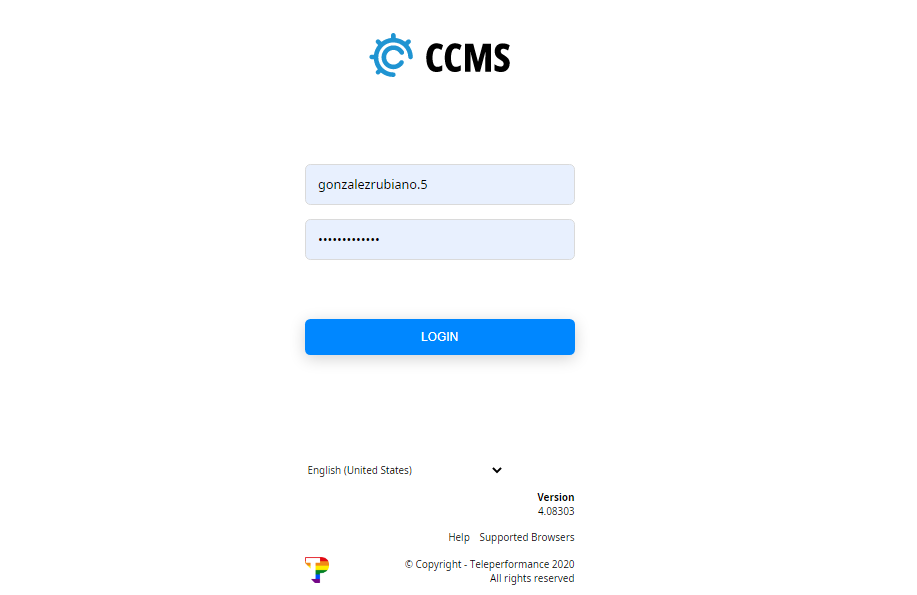 CCMS
gonzalezrubiano.5
•••••••••••••
LOGIN
English (United States)
Version
4.08303
Help Supported Browsers
© Copyright - Teleperformance 2020
All rights reserved